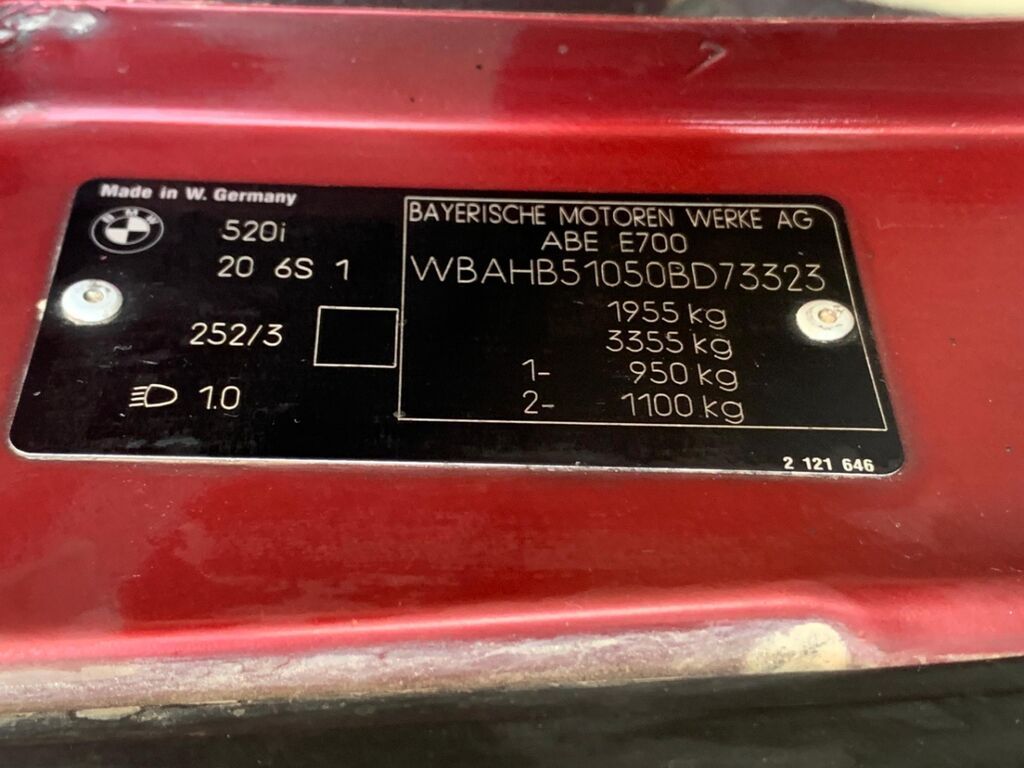 Made in W. Germany
BMW
520i
20 6S 1
252/3
1.0
BAYERISCHE MOTOREN WERKE AG
ABE E700
WBAHB51050BD73323
1955 kg
3355 kg
1- 950 kg
2- 1100 kg
2 121 646